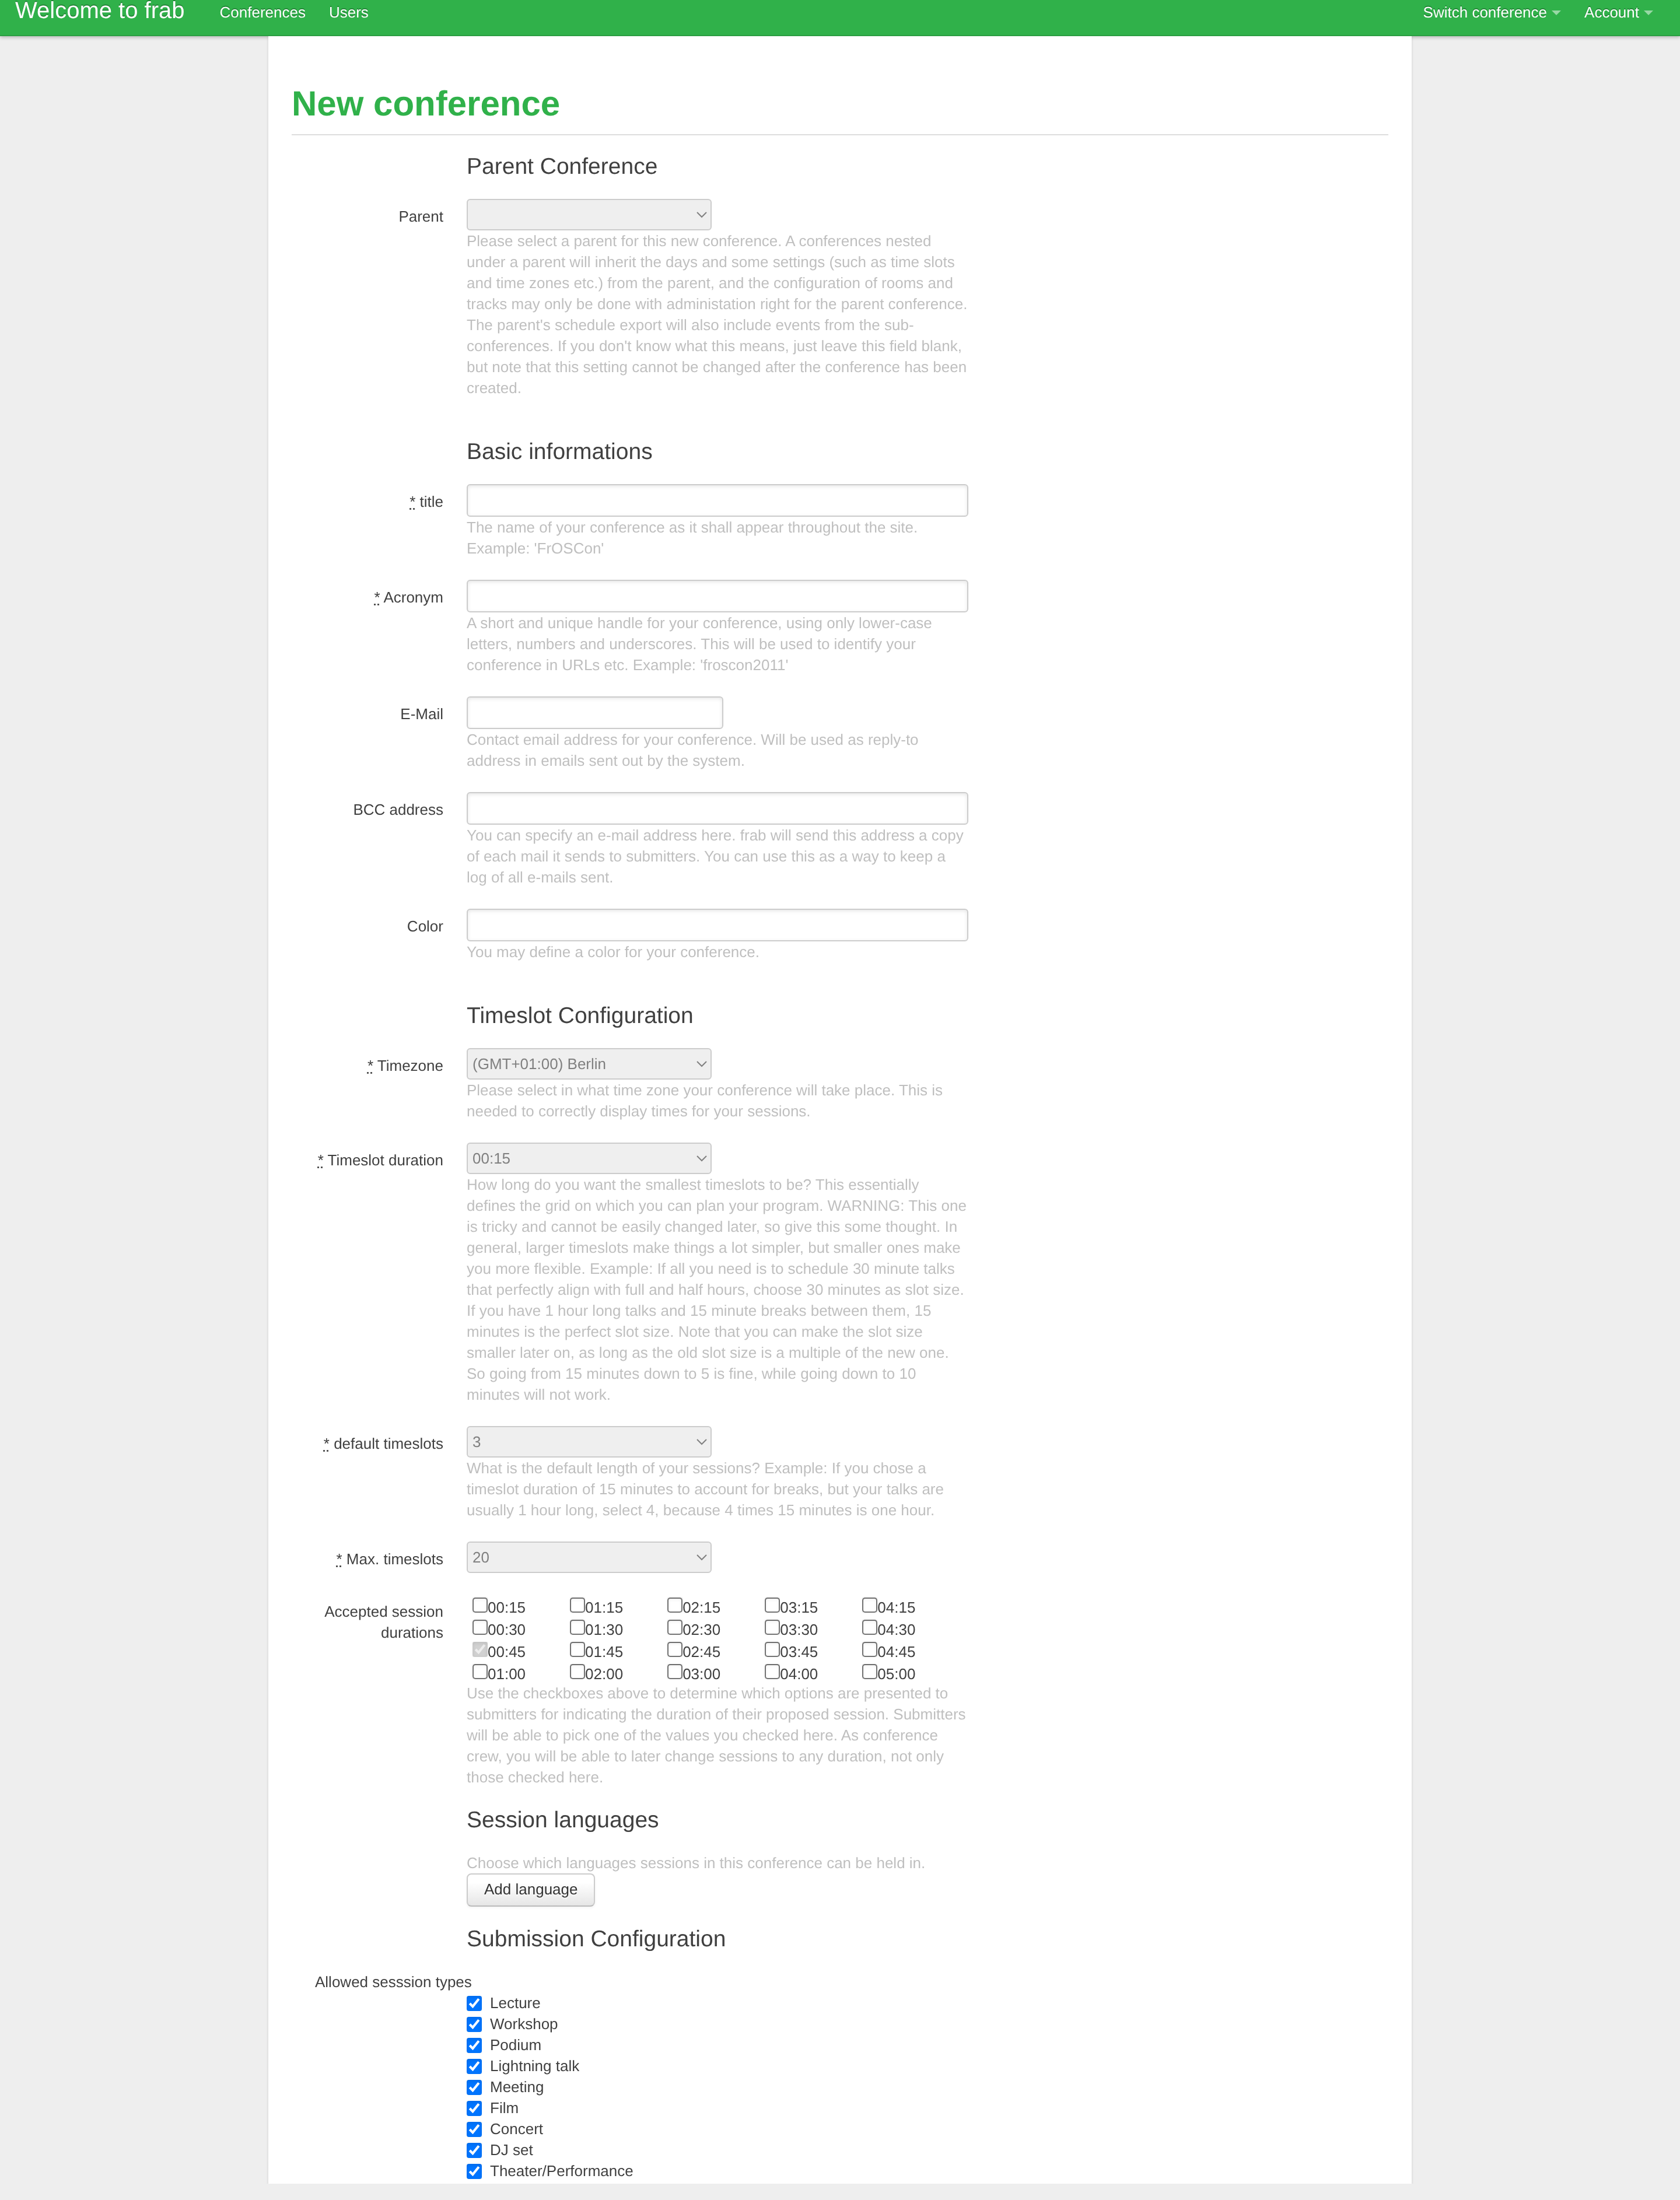 Welcome to frab Conferences Users Switch conference Account
New conference
Parent Conference
Parent
Please select a parent for this new conference. A conferences nested
under a parent will inherit the days and some settings (such as time slots
and time zones etc.) from the parent, and the configuration of rooms and
tracks may only be done with administation right for the parent conference.
The parent's schedule export will also include events from the sub-
conferences. If you don't know what this means, just leave this field blank,
but note that this setting cannot be changed after the conference has been
created.
Basic informations
* title
The name of your conference as it shall appear throughout the site.
Example: 'FrOSCon'
* Acronym
A short and unique handle for your conference, using only lower-case
letters, numbers and underscores. This will be used to identify your
conference in URLs etc. Example: 'froscon2011'
E-Mail
Contact email address for your conference. Will be used as reply-to
address in emails sent out by the system.
BCC address
You can specify an e-mail address here. frab will send this address a copy
of each mail it sends to submitters. You can use this as a way to keep a
log of all e-mails sent.
Color
You may define a color for your conference.
Timeslot Configuration
* Timezone (GMT+01:00) Berlin
Please select in what time zone your conference will take place. This is
needed to correctly display times for your sessions.
* Timeslot duration 00:15
How long do you want the smallest timeslots to be? This essentially
defines the grid on which you can plan your program. WARNING: This one
is tricky and cannot be easily changed later, so give this some thought. In
general, larger timeslots make things a lot simpler, but smaller ones make
you more flexible. Example: If all you need is to schedule 30 minute talks
that perfectly align with full and half hours, choose 30 minutes as slot size.
If you have 1 hour long talks and 15 minute breaks between them, 15
minutes is the perfect slot size. Note that you can make the slot size
smaller later on, as long as the old slot size is a multiple of the new one.
So going from 15 minutes down to 5 is fine, while going down to 10
minutes will not work.
* default timeslots 3
What is the default length of your sessions? Example: If you chose a
timeslot duration of 15 minutes to account for breaks, but your talks are
usually 1 hour long, select 4, because 4 times 15 minutes is one hour.
* Max. timeslots 20
Accepted session
durations
00:15 01:15 02:15 03:15 04:15
00:30 01:30 02:30 03:30 04:30
00:45 01:45 02:45 03:45 04:45
01:00 02:00 03:00 04:00 05:00
Use the checkboxes above to determine which options are presented to
submitters for indicating the duration of their proposed session. Submitters
will be able to pick one of the values you checked here. As conference
crew, you will be able to later change sessions to any duration, not only
those checked here.
Session languages
Choose which languages sessions in this conference can be held in.
Add language
Submission Configuration
Allowed sesssion types
Lecture
Workshop
Podium
Lightning talk
Meeting
Film
Concert
DJ set
Theater/Performance